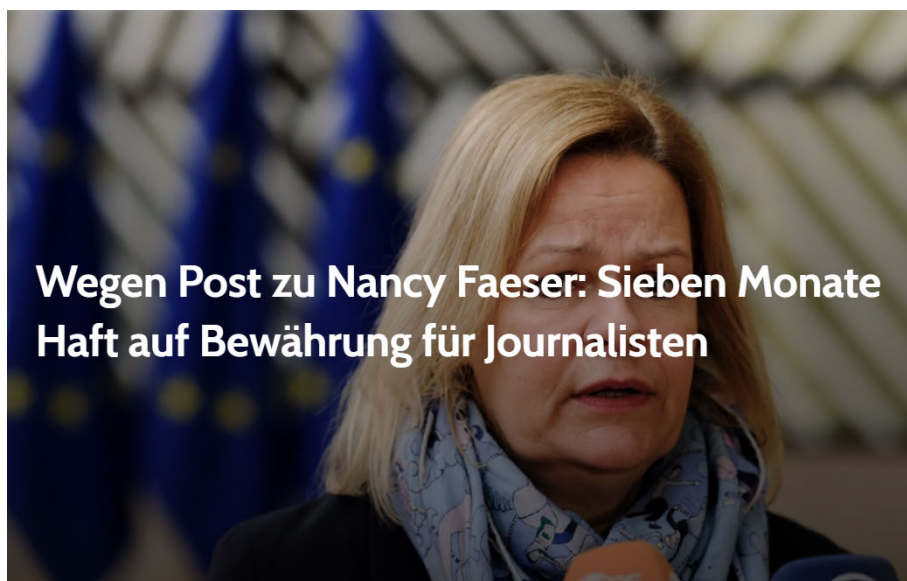 Wegen Post zu Nancy Faeser: Sieben Monate
Haft auf Bewährung für Journalisten